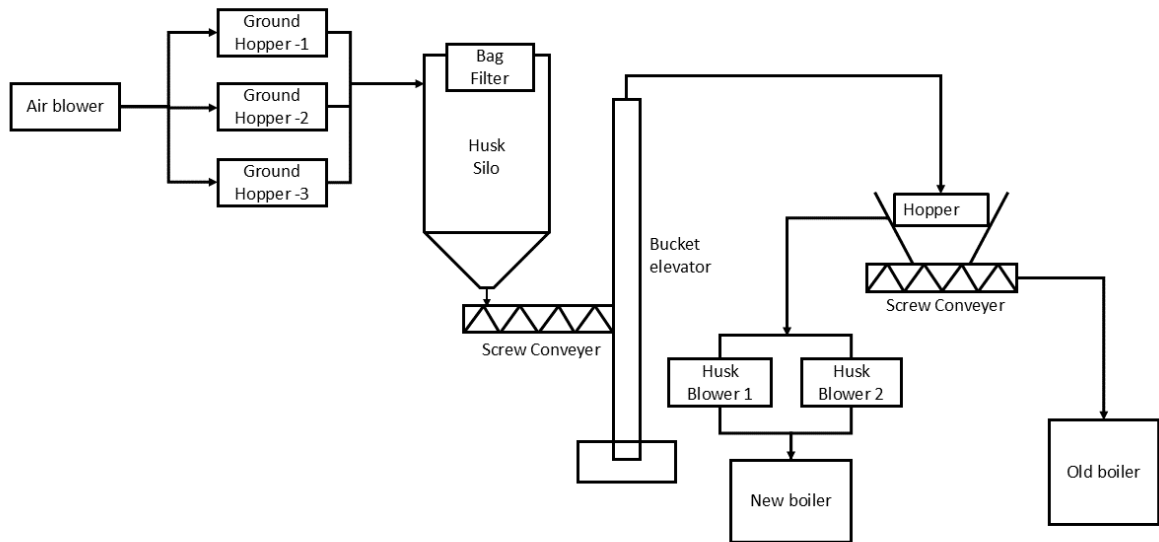 Air blower
Ground
Hopper -1
Ground
Hopper -2
Ground
Hopper -3
Bag
Filter
Husk
Silo
Screw Conveyer
Bucket
elevator
Hopper
Screw Conveyer
Husk
Blower 1
Husk
Blower 2
New boiler
Old boiler